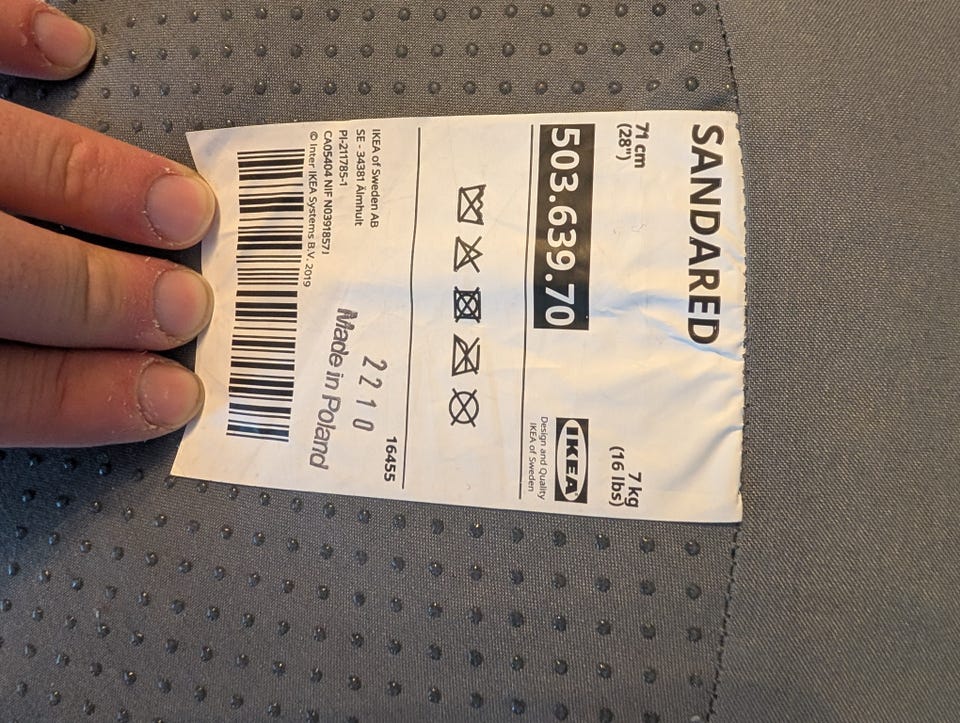 SANDARED
71 cm
(28")
7 kg
(16 lbs)
503.639.70
IKEA
Design and Quality
IKEA of Sweden
IKEA of Sweden AB
SE - 34381 Älmhult
PI-211785-1
CA05404 NIF N0391857J
© Inter IKEA Systems B.V. 2019
16455
2210
Made in Poland